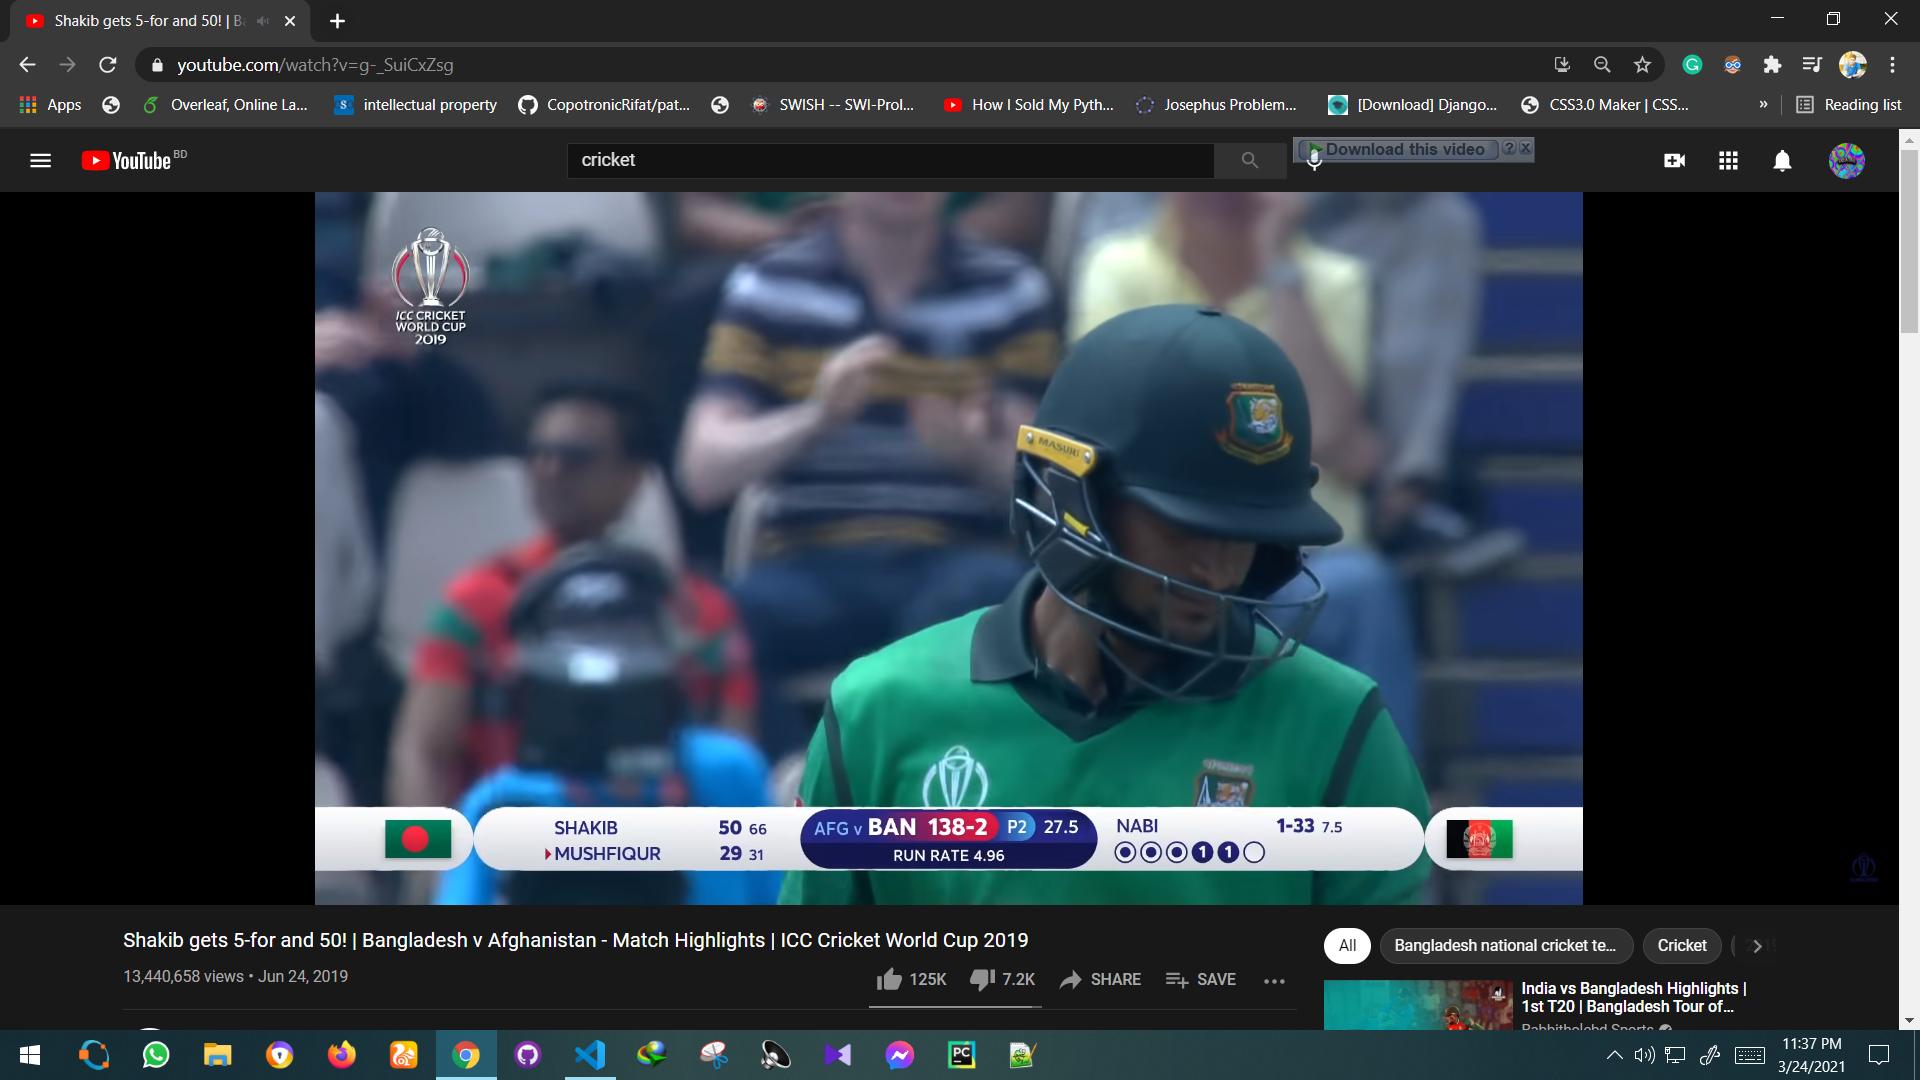 Shakib gets 5-for and 50! | B
youtube.com/watch?v=g-_SuiCxZsg
Apps
Overleaf, Online La...
intellectual property
CopotronicRifat/pat...
SWISH -- SWI-Prol...
How I Sold My Pyth...
Josephus Problem...
[Download] Django...
CSS3.0 Maker | CSS...
»
Reading list
YouTube BD
cricket
Download this video
ICC CRICKET
WORLD CUP
2019
MASURI
SHAKIB 50 66
MUSHFIQUR 29 31
AFG v BAN 138-2 P2 27.5
RUN RATE 4.96
NABI 1-33 7.5
1 1
Shakib gets 5-for and 50! | Bangladesh v Afghanistan - Match Highlights | ICC Cricket World Cup 2019
13,440,658 views • Jun 24, 2019
125K
7.2K
SHARE
SAVE
All
Bangladesh national cricket te...
Cricket
India vs Bangladesh Highlights |
1st T20 | Bangladesh Tour of...
Rabbitholebd Sports
PC
11:37 PM
3/24/2021